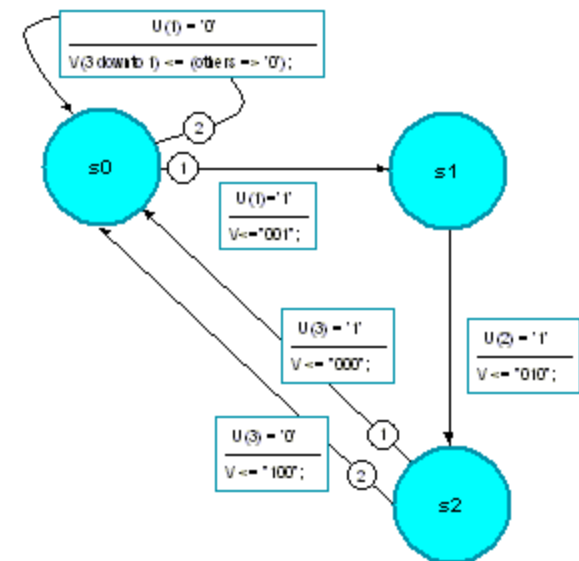 U(1) = '0'
V(3 downto 1) <= (others => '0');
2
s0
1
s1
U(1)='1'
V<="001";
U(3) = '1'
V <= "000";
U(2) = '1'
V <= "010";
U(3) = '0'
V <= "100";
1
2
s2